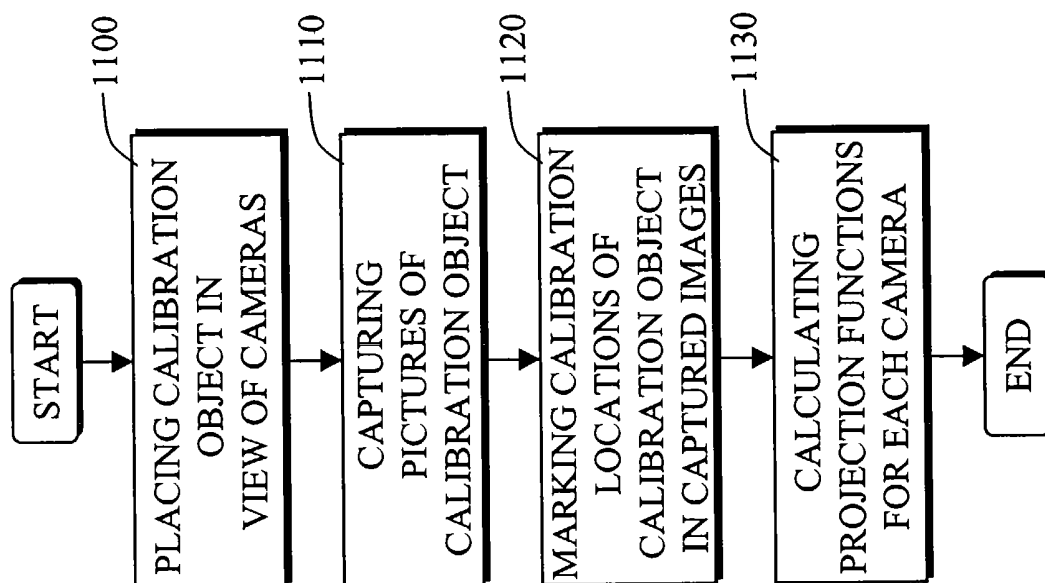 START
1100
PLACING CALIBRATION
OBJECT IN
VIEW OF CAMERAS
1110
CAPTURING
PICTURES OF
CALIBRATION OBJECT
1120
MARKING CALIBRATION
LOCATIONS OF
CALIBRATION OBJECT
IN CAPTURED IMAGES
1130
CALCULATING
PROJECTION FUNCTIONS
FOR EACH CAMERA
END